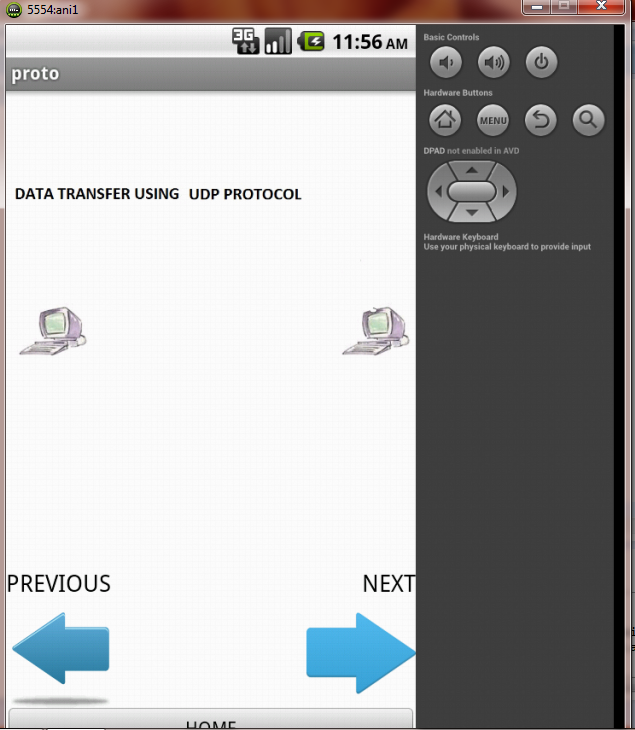 5554:ani1
3G 11:56 AM
proto
Basic Controls
Hardware Buttons
MENU
DPAD not enabled in AVD
Hardware Keyboard
Use your physical keyboard to provide input
DATA TRANSFER USING UDP PROTOCOL
PREVIOUS NEXT
HOME